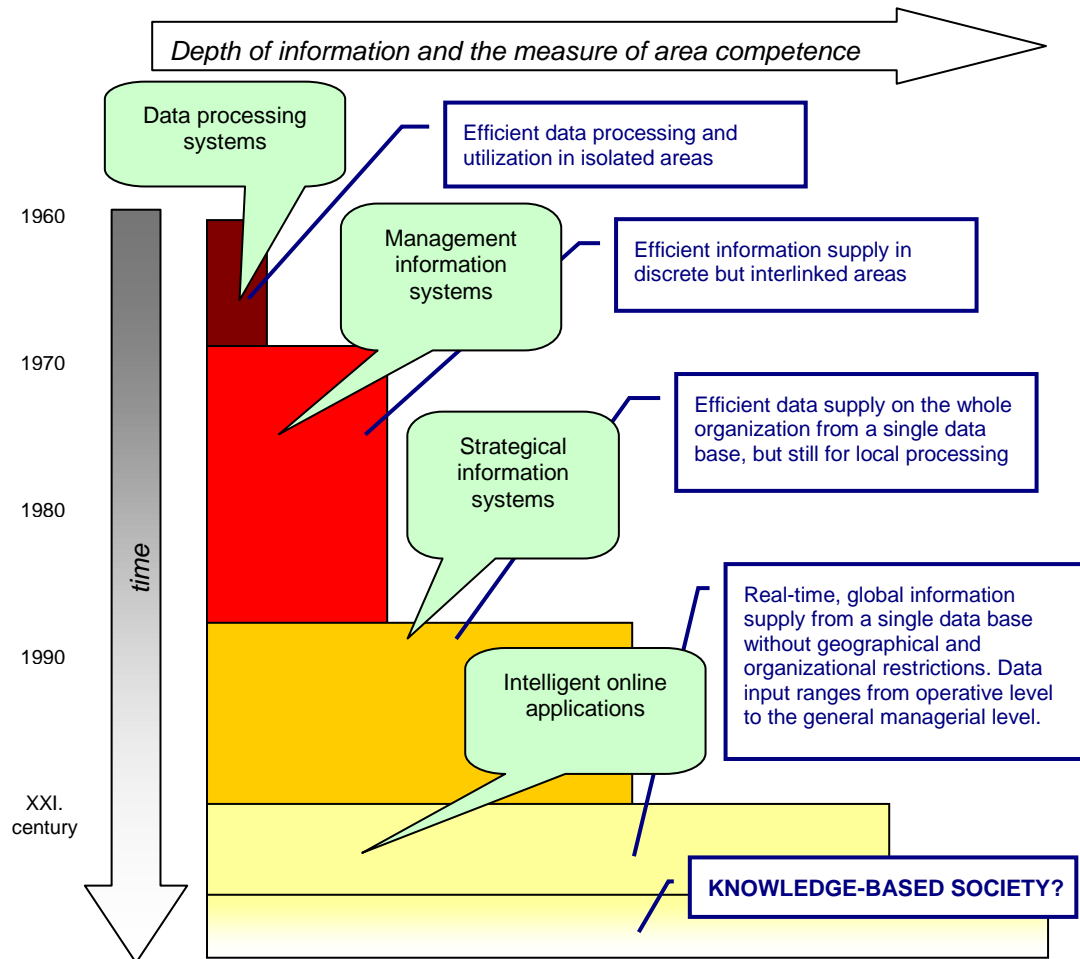 Depth of information and the measure of area competence
Data processing
systems
Efficient data processing and
utilization in isolated areas
1960
Management
information
systems
Efficient information supply in
discrete but interlinked areas
1970
Strategical
information
systems
Efficient data supply on the whole
organization from a single data
base, but still for local processing
1980
time
1990
Intelligent online
applications
Real-time, global information
supply from a single data base
without geographical and
organizational restrictions. Data
input ranges from operative level
to the general managerial level.
XXI.
century
KNOWLEDGE-BASED SOCIETY?